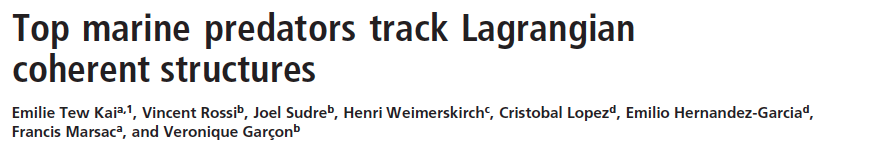 Top marine predators track Lagrangian
coherent structures
Emilie Tew Kaiᵃ,¹, Vincent Rossiᵇ, Joel Sudreᵇ, Henri Weimerskirchᶜ, Cristobal Lopezᵈ, Emilio Hernandez-Garciaᵈ,
Francis Marsacᵃ, and Veronique Garçonᵇ